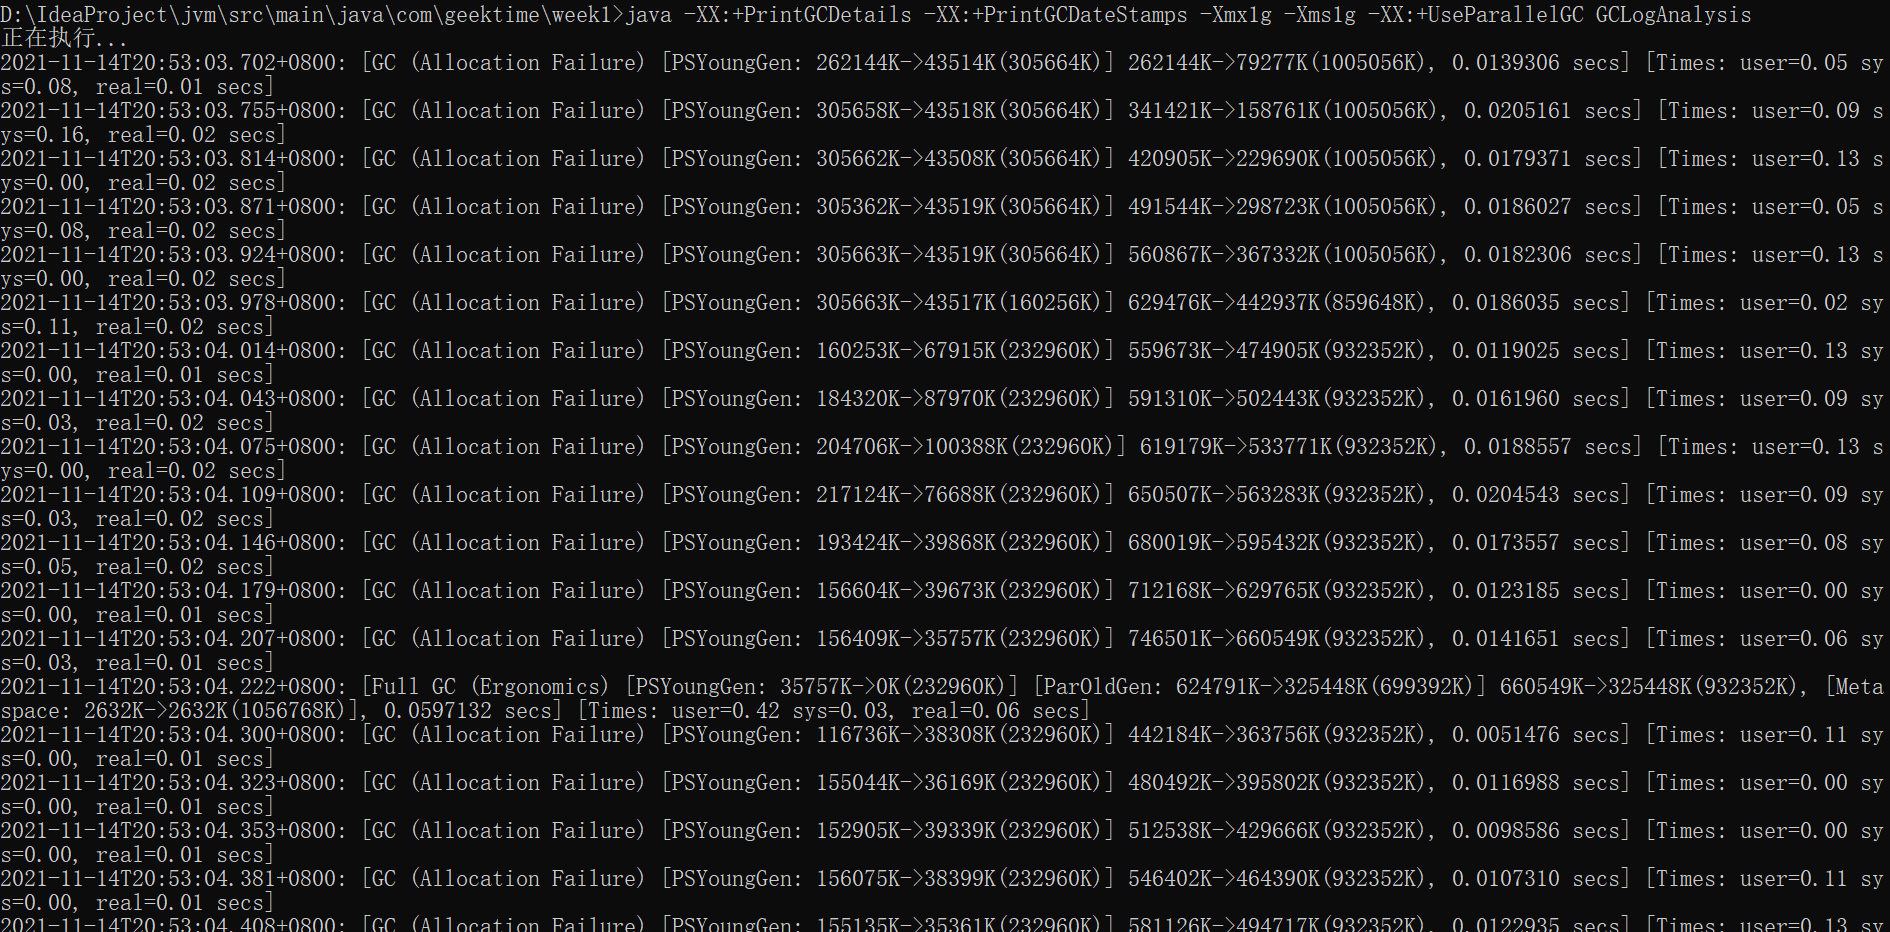 D:\IdeaProject\jvm\src\main\java\com\geektime\week1>java -XX:+PrintGCDetails -XX:+PrintGCDateStamps -Xmx1g -Xms1g -XX:+UseParallelGC GCLogAnalysis
正在执行...
2021-11-14T20:53:03.702+0800: [GC (Allocation Failure) [PSYoungGen: 262144K->43514K(305664K)] 262144K->79277K(1005056K), 0.0139306 secs] [Times: user=0.05 sy
s=0.08, real=0.01 secs]
2021-11-14T20:53:03.755+0800: [GC (Allocation Failure) [PSYoungGen: 305658K->43518K(305664K)] 341421K->158761K(1005056K), 0.0205161 secs] [Times: user=0.09 s
ys=0.16, real=0.02 secs]
2021-11-14T20:53:03.814+0800: [GC (Allocation Failure) [PSYoungGen: 305662K->43508K(305664K)] 420905K->229690K(1005056K), 0.0179371 secs] [Times: user=0.13 s
ys=0.00, real=0.02 secs]
2021-11-14T20:53:03.871+0800: [GC (Allocation Failure) [PSYoungGen: 305362K->43519K(305664K)] 491544K->298723K(1005056K), 0.0186027 secs] [Times: user=0.05 s
ys=0.08, real=0.02 secs]
2021-11-14T20:53:03.924+0800: [GC (Allocation Failure) [PSYoungGen: 305663K->43519K(305664K)] 560867K->367332K(1005056K), 0.0182306 secs] [Times: user=0.13 s
ys=0.00, real=0.02 secs]
2021-11-14T20:53:03.978+0800: [GC (Allocation Failure) [PSYoungGen: 305663K->43517K(160256K)] 629476K->442937K(859648K), 0.0186035 secs] [Times: user=0.02 sy
s=0.11, real=0.02 secs]
2021-11-14T20:53:04.014+0800: [GC (Allocation Failure) [PSYoungGen: 160253K->67915K(232960K)] 559673K->474905K(932352K), 0.0119025 secs] [Times: user=0.13 sy
s=0.00, real=0.01 secs]
2021-11-14T20:53:04.043+0800: [GC (Allocation Failure) [PSYoungGen: 184320K->87970K(232960K)] 591310K->502443K(932352K), 0.0161960 secs] [Times: user=0.09 sy
s=0.03, real=0.02 secs]
2021-11-14T20:53:04.075+0800: [GC (Allocation Failure) [PSYoungGen: 204706K->100388K(232960K)] 619179K->533771K(932352K), 0.0188557 secs] [Times: user=0.13 s
ys=0.00, real=0.02 secs]
2021-11-14T20:53:04.109+0800: [GC (Allocation Failure) [PSYoungGen: 217124K->76688K(232960K)] 650507K->563283K(932352K), 0.0204543 secs] [Times: user=0.09 sy
s=0.03, real=0.02 secs]
2021-11-14T20:53:04.146+0800: [GC (Allocation Failure) [PSYoungGen: 193424K->39868K(232960K)] 680019K->595432K(932352K), 0.0173557 secs] [Times: user=0.08 sy
s=0.05, real=0.02 secs]
2021-11-14T20:53:04.179+0800: [GC (Allocation Failure) [PSYoungGen: 156604K->39673K(232960K)] 712168K->629765K(932352K), 0.0123185 secs] [Times: user=0.00 sy
s=0.00, real=0.01 secs]
2021-11-14T20:53:04.207+0800: [GC (Allocation Failure) [PSYoungGen: 156409K->35757K(232960K)] 746501K->660549K(932352K), 0.0141651 secs] [Times: user=0.06 sy
s=0.03, real=0.01 secs]
2021-11-14T20:53:04.222+0800: [Full GC (Ergonomics) [PSYoungGen: 35757K->0K(232960K)] [ParOldGen: 624791K->325448K(699392K)] 660549K->325448K(932352K), [Meta
space: 2632K->2632K(1056768K)], 0.0597132 secs] [Times: user=0.42 sys=0.03, real=0.06 secs]
2021-11-14T20:53:04.300+0800: [GC (Allocation Failure) [PSYoungGen: 116736K->38308K(232960K)] 442184K->363756K(932352K), 0.0051476 secs] [Times: user=0.11 sy
s=0.00, real=0.01 secs]
2021-11-14T20:53:04.323+0800: [GC (Allocation Failure) [PSYoungGen: 155044K->36169K(232960K)] 480492K->395802K(932352K), 0.0116988 secs] [Times: user=0.00 sy
s=0.00, real=0.01 secs]
2021-11-14T20:53:04.353+0800: [GC (Allocation Failure) [PSYoungGen: 152905K->39339K(232960K)] 512538K->429666K(932352K), 0.0098586 secs] [Times: user=0.00 sy
s=0.00, real=0.01 secs]
2021-11-14T20:53:04.381+0800: [GC (Allocation Failure) [PSYoungGen: 156075K->38399K(232960K)] 546402K->464390K(932352K), 0.0107310 secs] [Times: user=0.11 sy
s=0.00, real=0.01 secs]
2021-11-14T20:53:04.408+0800: [GC (Allocation Failure) [PSYoungGen: 155135K->35361K(232960K)] 581126K->494717K(932352K), 0.0122935 secs] [Times: user=0.13 sy